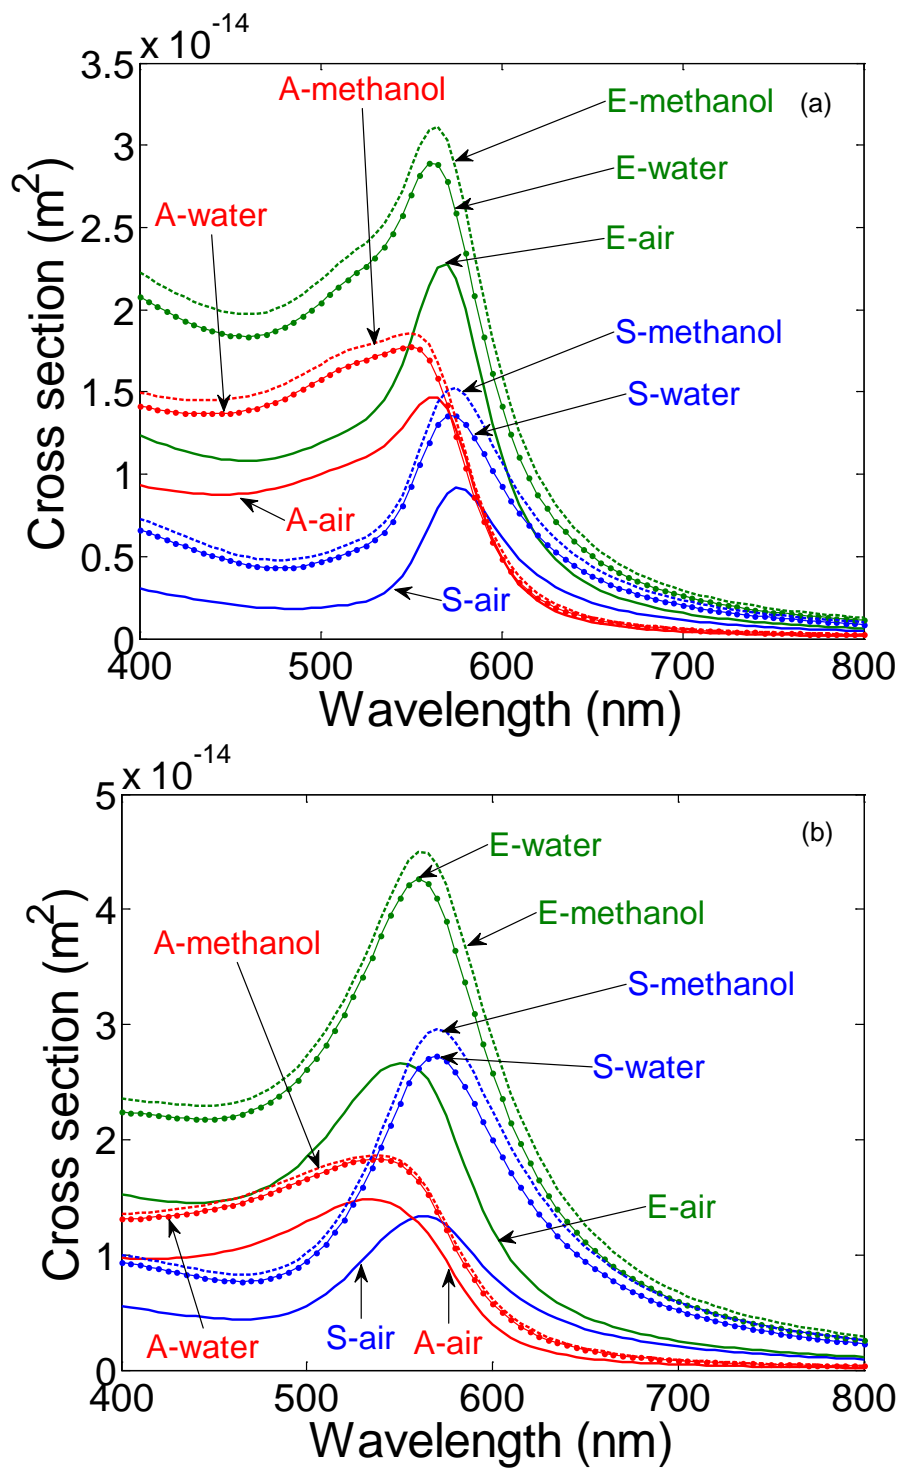 x 10^-14
3.5
3
2.5
2
1.5
1
0.5
0
Cross section (m^2)
A-methanol
E-methanol
(a)
E-water
A-water
E-air
S-methanol
S-water
A-air
S-air
400 500 600 700 800
Wavelength (nm)
x 10^-14
5
4
3
2
1
0
Cross section (m^2)
(b)
E-water
E-methanol
A-methanol
S-methanol
S-water
E-air
A-water
S-air
A-air
400 500 600 700 800
Wavelength (nm)